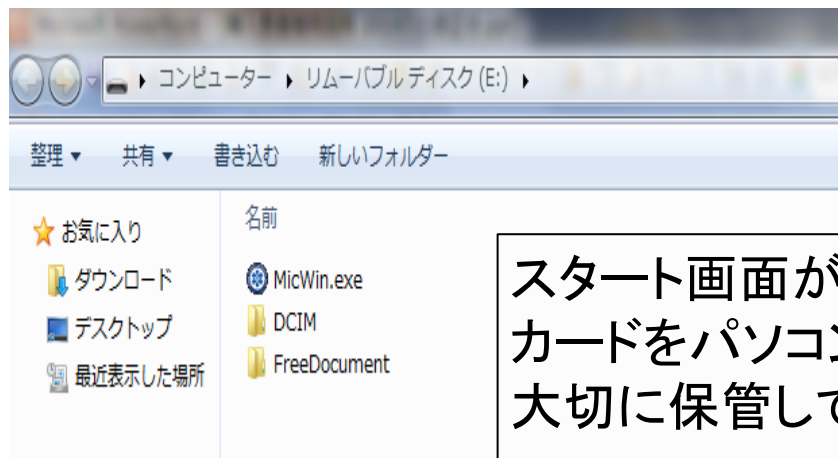 コンピューター ▸ リムーバブル ディスク (E:) ▸
整理 ▼ 共有 ▼ 書き込む 新しいフォルダー
お気に入り
ダウンロード
デスクトップ
最近表示した場所
名前
MicWin.exe
DCIM
FreeDocument
スタート画面が
カードをパソコン
大切に保管して